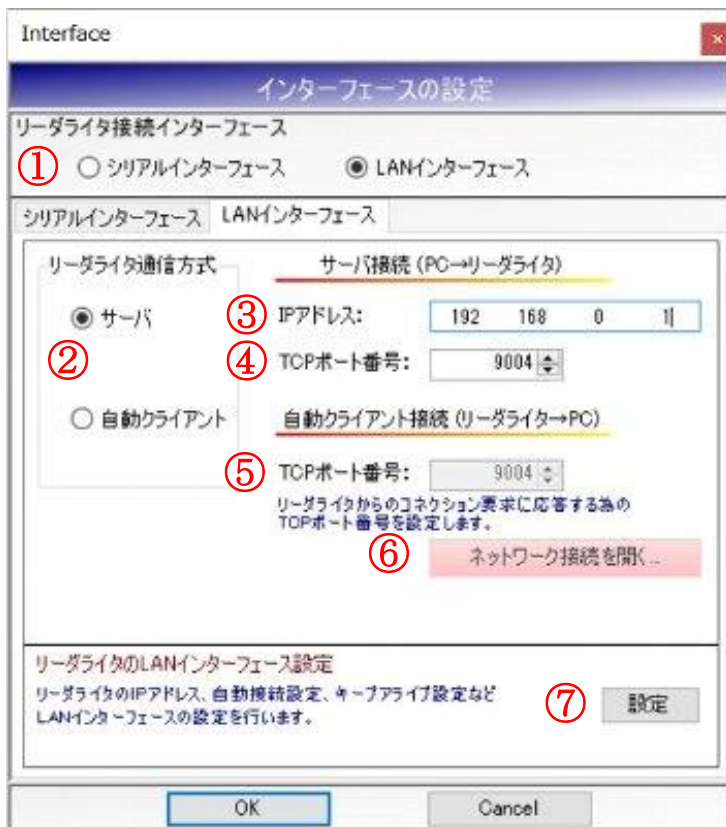 Interface
インターフェースの設定
リーダライタ接続インターフェース
① シリアルインターフェース LANインターフェース
シリアルインターフェース LANインターフェース
リーダライタ通信方式
サーバ
②
自動クライアント
サーバ接続 (PC→リーダライタ)
③ IPアドレス: 192 168 0 1
④ TCPポート番号: 9004
自動クライアント接続 (リーダライタ→PC)
⑤ TCPポート番号: 9004
リーダライタからのコネクション要求に応答する為の
TCPポート番号を設定します。
⑥ ネットワーク接続を開く...
リーダライタのLANインターフェース設定
リーダライタのIPアドレス、自動接続設定、キープアライブ設定など
LANインターフェースの設定を行います。
⑦ 設定
OK Cancel